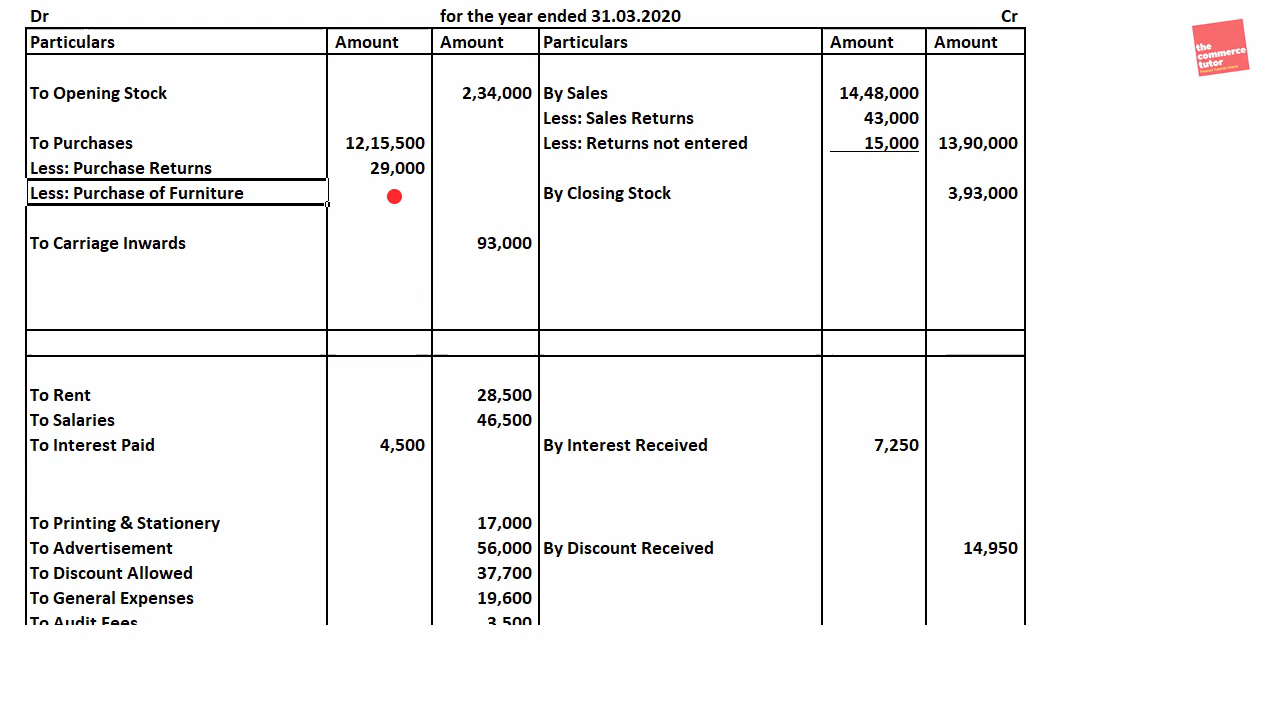 Dr for the year ended 31.03.2020 Cr
Particulars Amount Amount Particulars Amount Amount
To Opening Stock 2,34,000 By Sales 14,48,000
Less: Sales Returns 43,000
To Purchases 12,15,500 Less: Returns not entered 15,000 13,90,000
Less: Purchase Returns 29,000
Less: Purchase of Furniture By Closing Stock 3,93,000
To Carriage Inwards 93,000
To Rent 28,500
To Salaries 46,500
To Interest Paid 4,500 By Interest Received 7,250
To Printing & Stationery 17,000
To Advertisement 56,000 By Discount Received 14,950
To Discount Allowed 37,700
To General Expenses 19,600
To Audit Fees 3,500
the
commerce
tutor